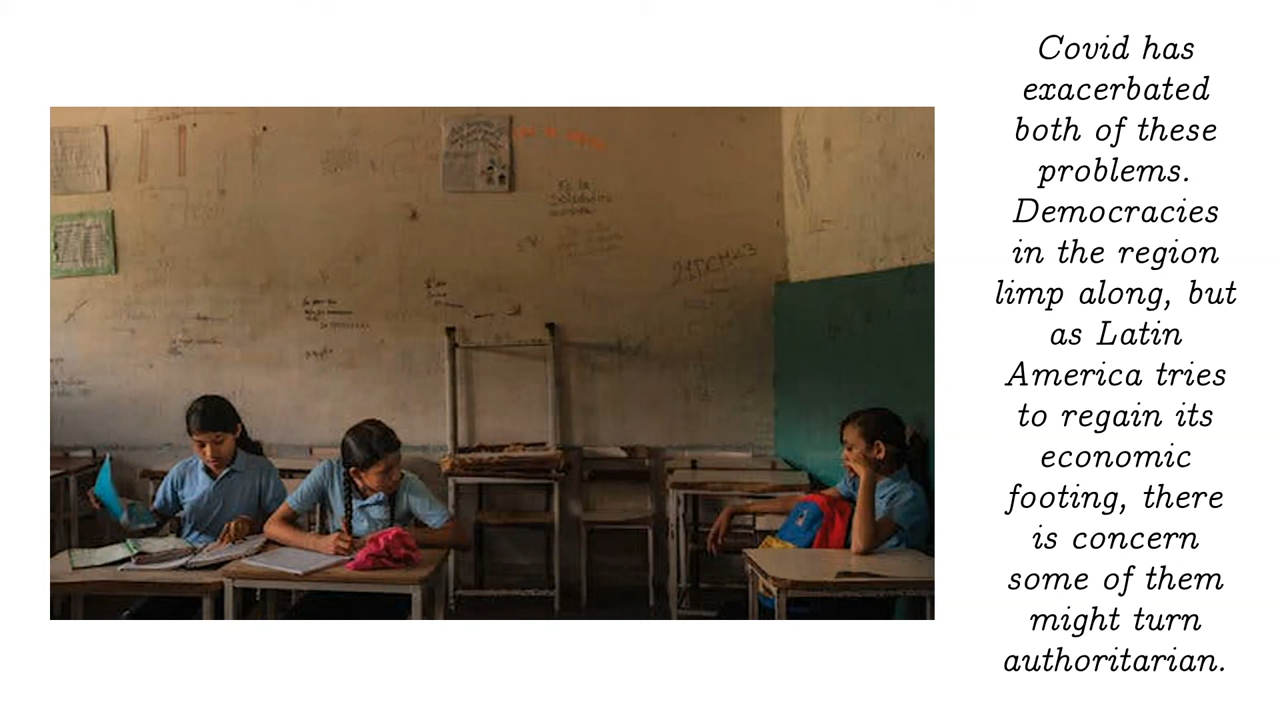 Covid has
exacerbated
both of these
problems.
Democracies
in the region
limp along, but
as Latin
America tries
to regain its
economic
footing, there
is concern
some of them
might turn
authoritarian.